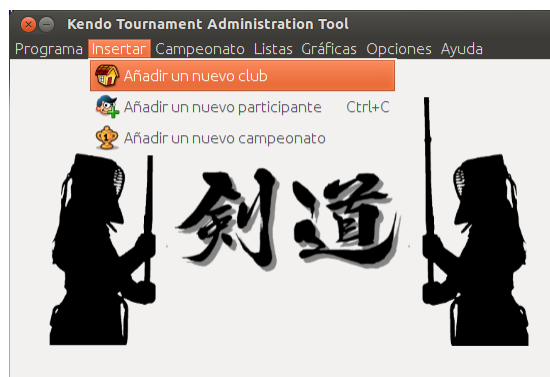 Kendo Tournament Administration Tool
Programa Insertar Campeonato Listas Gráficas Opciones Ayuda
Añadir un nuevo club
Añadir un nuevo participante Ctrl+C
Añadir un nuevo campeonato
1
剣道